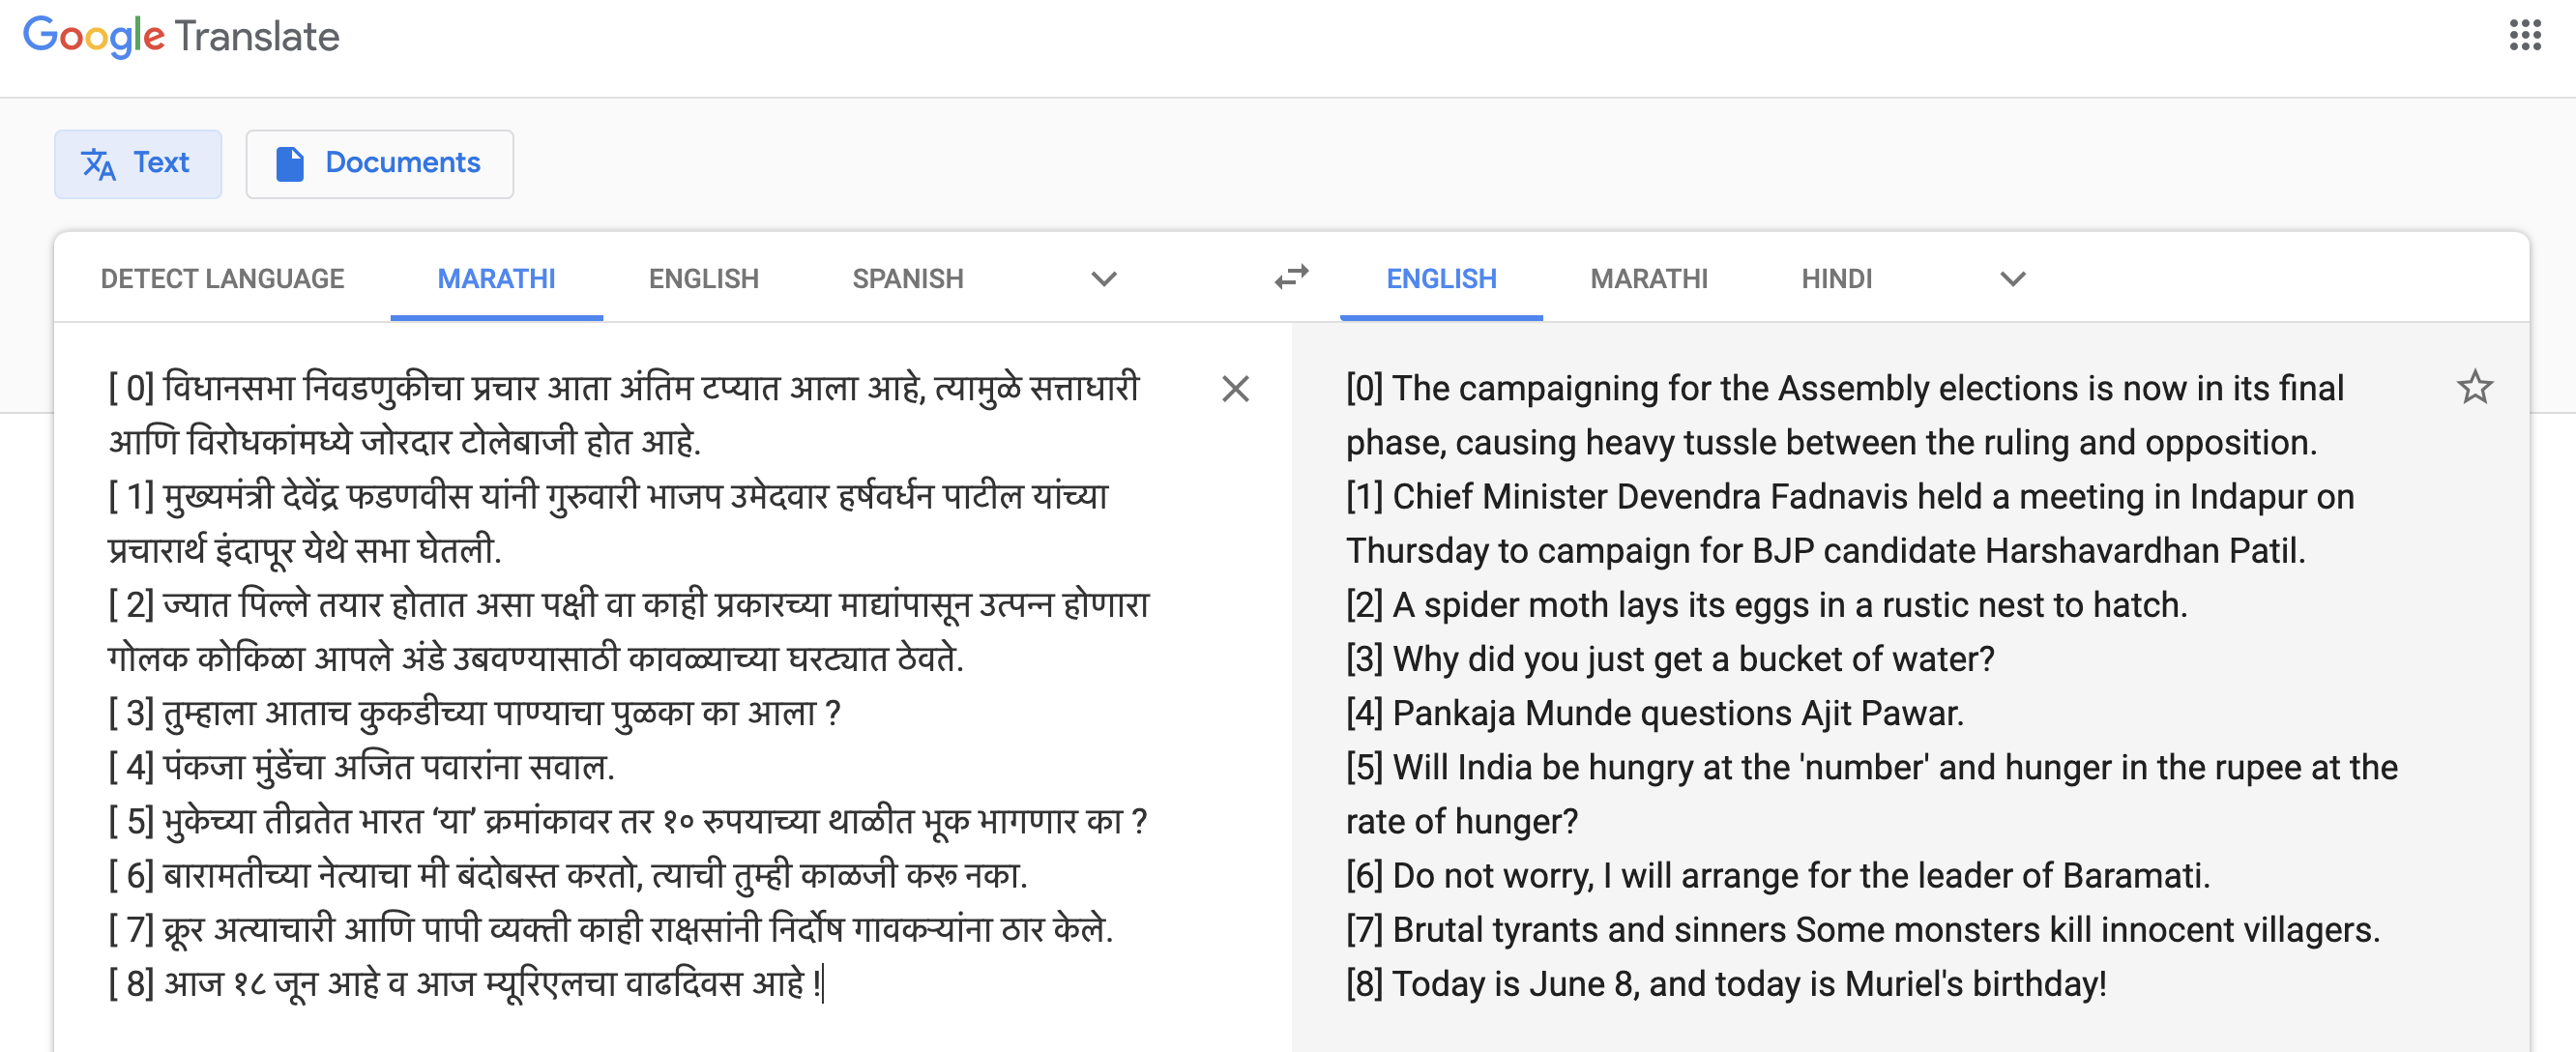 Google Translate
Text
Documents
DETECT LANGUAGE MARATHI ENGLISH SPANISH
ENGLISH MARATHI HINDI
[ 0] विधानसभा निवडणुकीचा प्रचार आता अंतिम टप्यात आला आहे, त्यामुळे सत्ताधारी
आणि विरोधकांमध्ये जोरदार टोलेबाजी होत आहे.
[ 1] मुख्यमंत्री देवेंद्र फडणवीस यांनी गुरुवारी भाजप उमेदवार हर्षवर्धन पाटील यांच्या
प्रचारार्थ इंदापूर येथे सभा घेतली.
[ 2] ज्यात पिल्ले तयार होतात असा पक्षी वा काही प्रकारच्या माद्यांपासून उत्पन्न होणारा
गोलक कोकिळा आपले अंडे उबवण्यासाठी कावळ्याच्या घरट्यात ठेवते.
[ 3] तुम्हाला आताच कुकडीच्या पाण्याचा पुळका का आला ?
[ 4] पंकजा मुंडेंचा अजित पवारांना सवाल.
[ 5] भुकेच्या तीव्रतेत भारत ‘या’ क्रमांकावर तर १० रुपयाच्या थाळीत भूक भागणार का ?
[ 6] बारामतीच्या नेत्याचा मी बंदोबस्त करतो, त्याची तुम्ही काळजी करू नका.
[ 7] क्रूर अत्याचारी आणि पापी व्यक्ती काही राक्षसांनी निर्दोष गावकऱ्यांना ठार केले.
[ 8] आज १८ जून आहे व आज म्यूरिएलचा वाढदिवस आहे !
[0] The campaigning for the Assembly elections is now in its final
phase, causing heavy tussle between the ruling and opposition.
[1] Chief Minister Devendra Fadnavis held a meeting in Indapur on
Thursday to campaign for BJP candidate Harshavardhan Patil.
[2] A spider moth lays its eggs in a rustic nest to hatch.
[3] Why did you just get a bucket of water?
[4] Pankaja Munde questions Ajit Pawar.
[5] Will India be hungry at the 'number' and hunger in the rupee at the
rate of hunger?
[6] Do not worry, I will arrange for the leader of Baramati.
[7] Brutal tyrants and sinners Some monsters kill innocent villagers.
[8] Today is June 8, and today is Muriel's birthday!